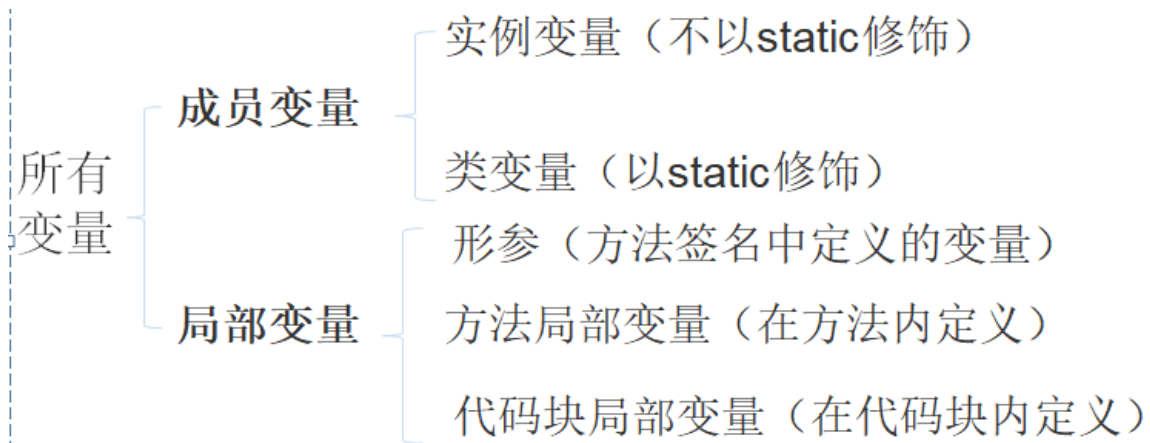 实例变量（不以static修饰）
成员变量
类变量（以static修饰）
所有
变量
形参（方法签名中定义的变量）
局部变量
方法局部变量（在方法内定义）
代码块局部变量（在代码块内定义）